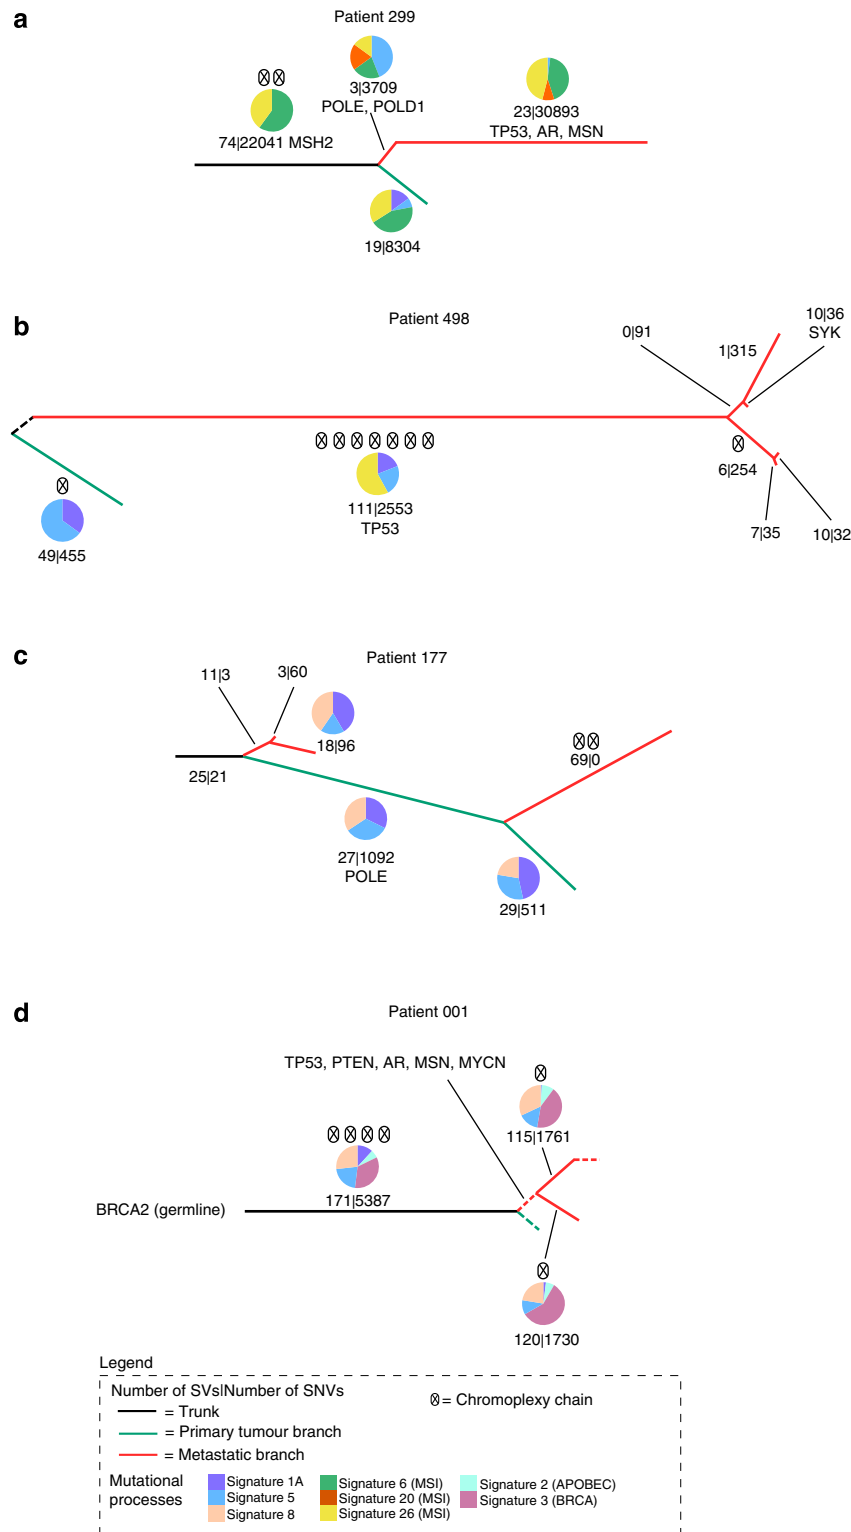 a
Patient 299
3|3709
POLE, POLD1
74|22041 MSH2
23|30893
TP53, AR, MSN
19|8304
b
Patient 498
0|91
1|315
10|36
SYK
111|2553
TP53
49|455
6|254
7|35
10|32
c
Patient 177
11|3
3|60
18|96
25|21
69|0
27|1092
POLE
29|511
d
Patient 001
TP53, PTEN, AR, MSN, MYCN
115|1761
171|5387
BRCA2 (germline)
120|1730
Legend
Number of SVs|Number of SNVs
= Chromoplexy chain
= Trunk
= Primary tumour branch
= Metastatic branch
Mutational
processes
Signature 1A
Signature 5
Signature 8
Signature 6 (MSI)
Signature 20 (MSI)
Signature 26 (MSI)
Signature 2 (APOBEC)
Signature 3 (BRCA)